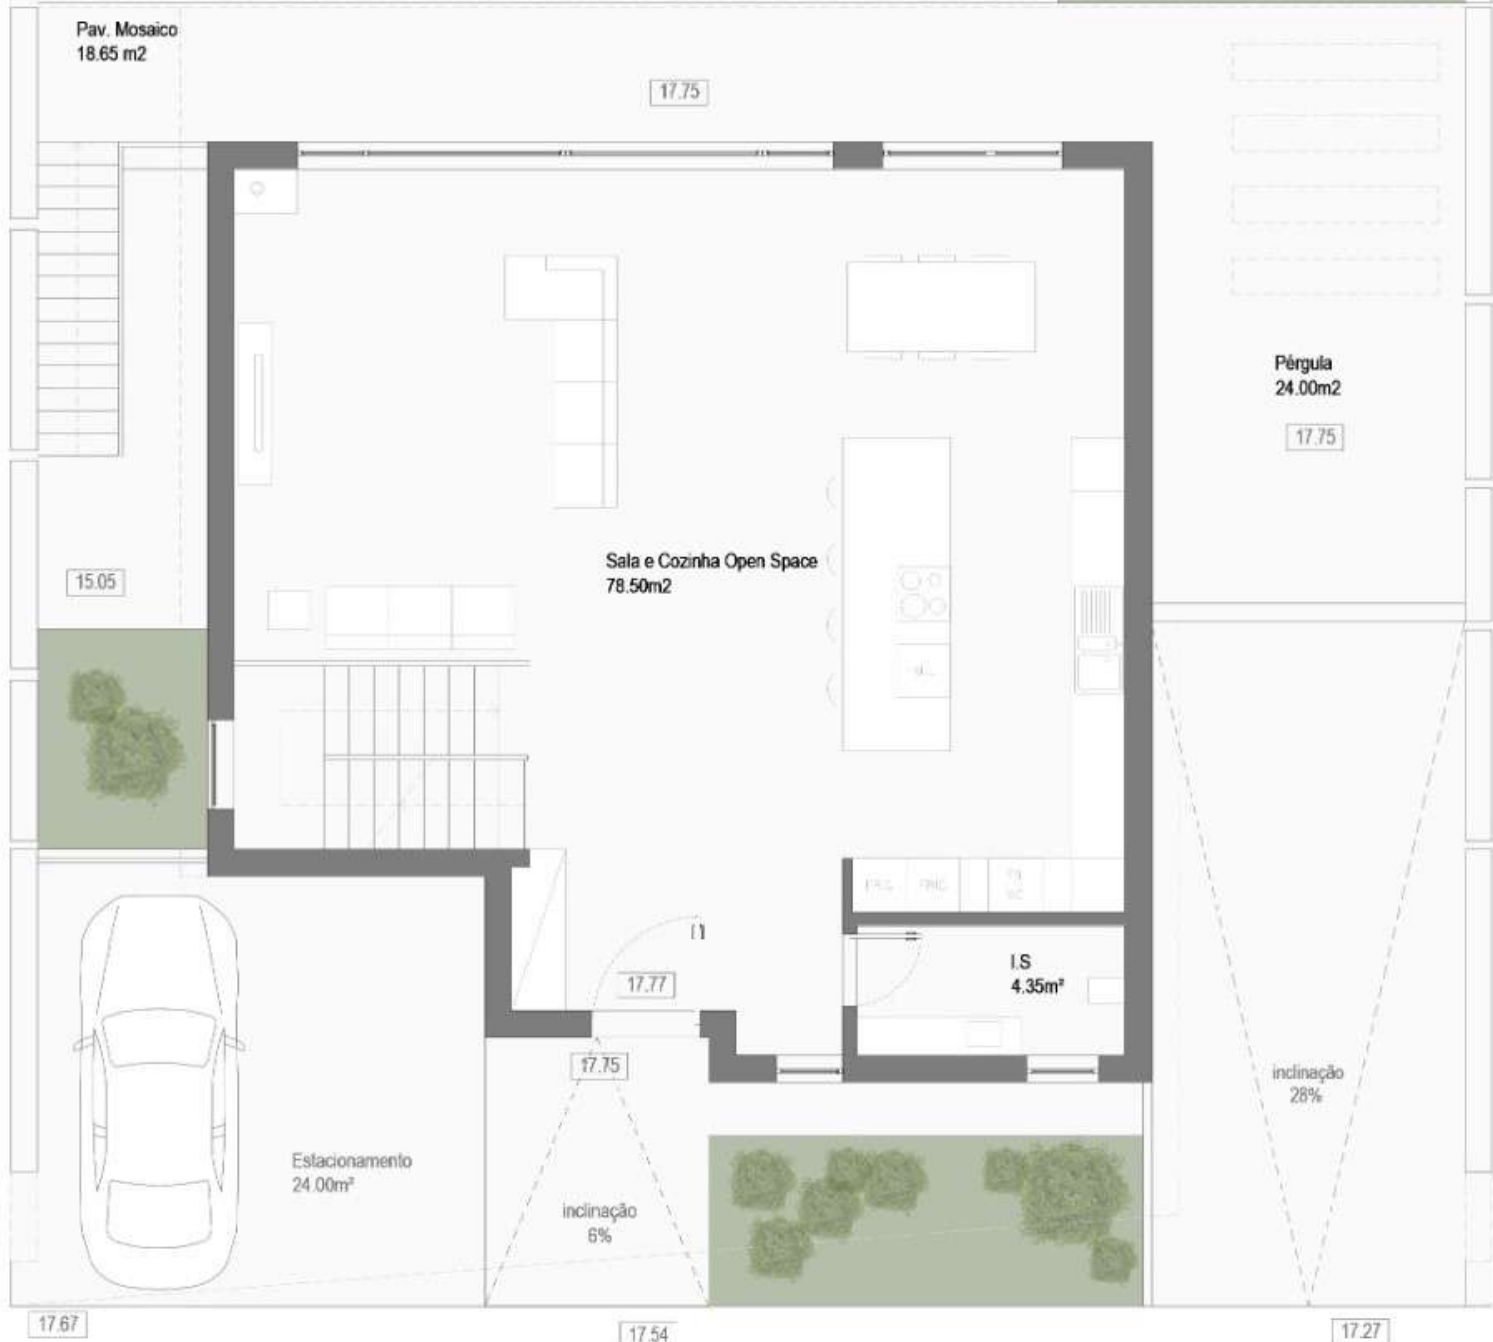 Pav. Mosaico
18.65 m2
17.75
Pérgula
24.00m2
17.75
Sala e Cozinha Open Space
78.50m2
15.05
I.S
4.35m²
17.77
17.75
inclinação
28%
Estacionamento
24.00m²
inclinação
6%
17.67
17.54
17.27